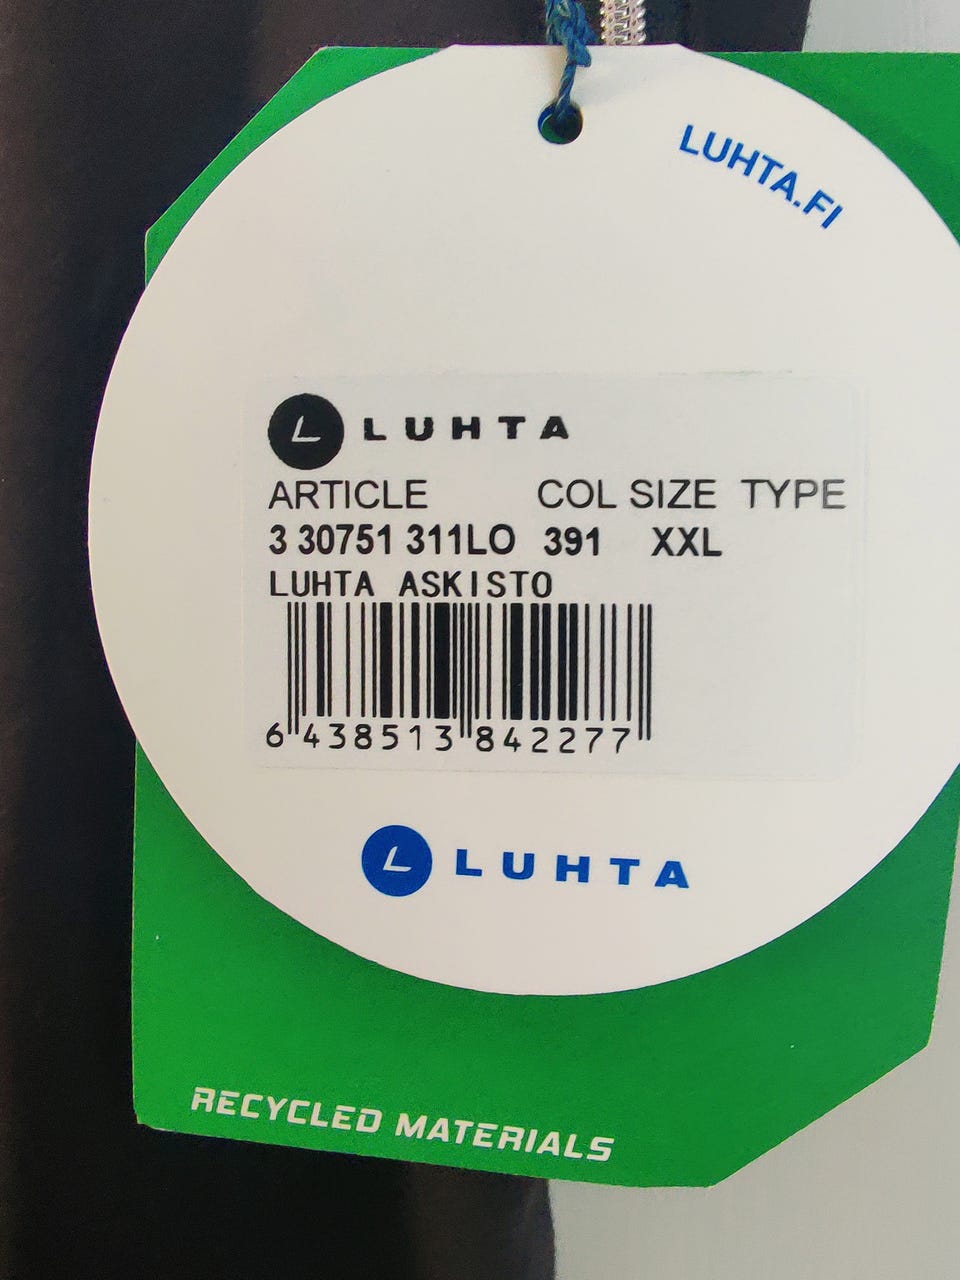 LUHTA.FI
L LUHTA
ARTICLE COL SIZE TYPE
3 30751 311LO 391 XXL
LUHTA ASKISTO
6 438513 842277
L LUHTA
RECYCLED MATERIALS